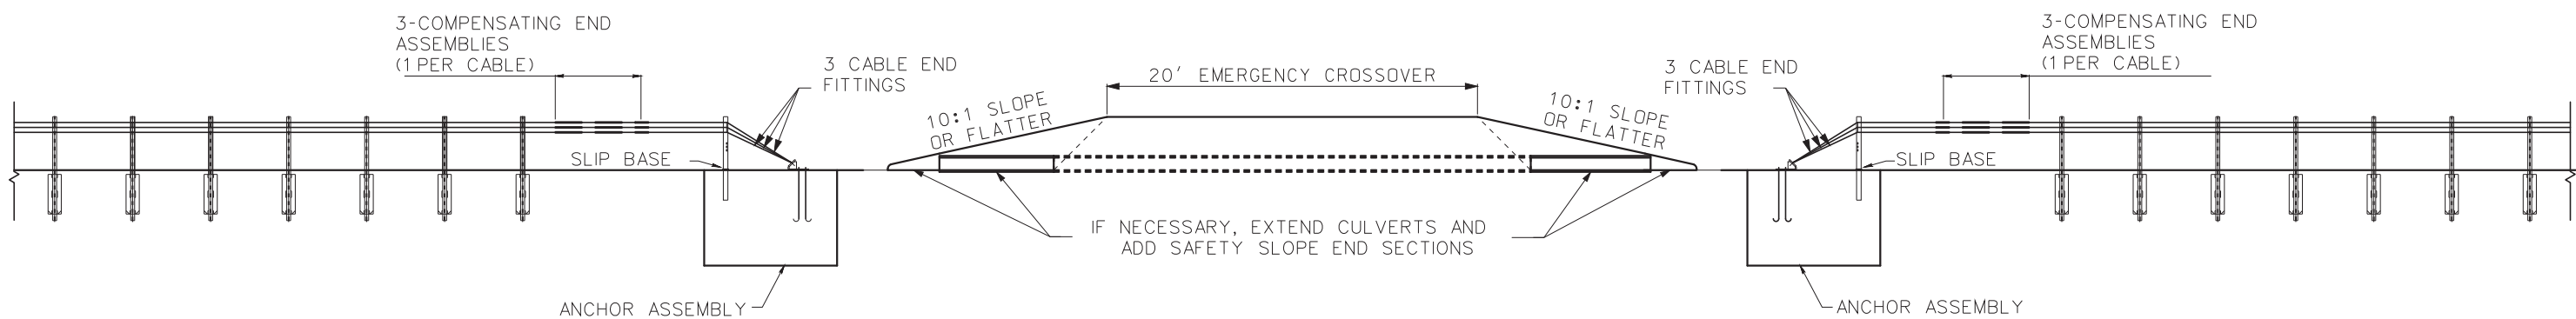 3-COMPENSATING END
ASSEMBLIES
(1 PER CABLE)
3 CABLE END
FITTINGS
SLIP BASE
ANCHOR ASSEMBLY
10:1 SLOPE
OR FLATTER
20' EMERGENCY CROSSOVER
10:1 SLOPE
OR FLATTER
IF NECESSARY, EXTEND CULVERTS AND
ADD SAFETY SLOPE END SECTIONS
3 CABLE END
FITTINGS
3-COMPENSATING END
ASSEMBLIES
(1 PER CABLE)
SLIP BASE
ANCHOR ASSEMBLY